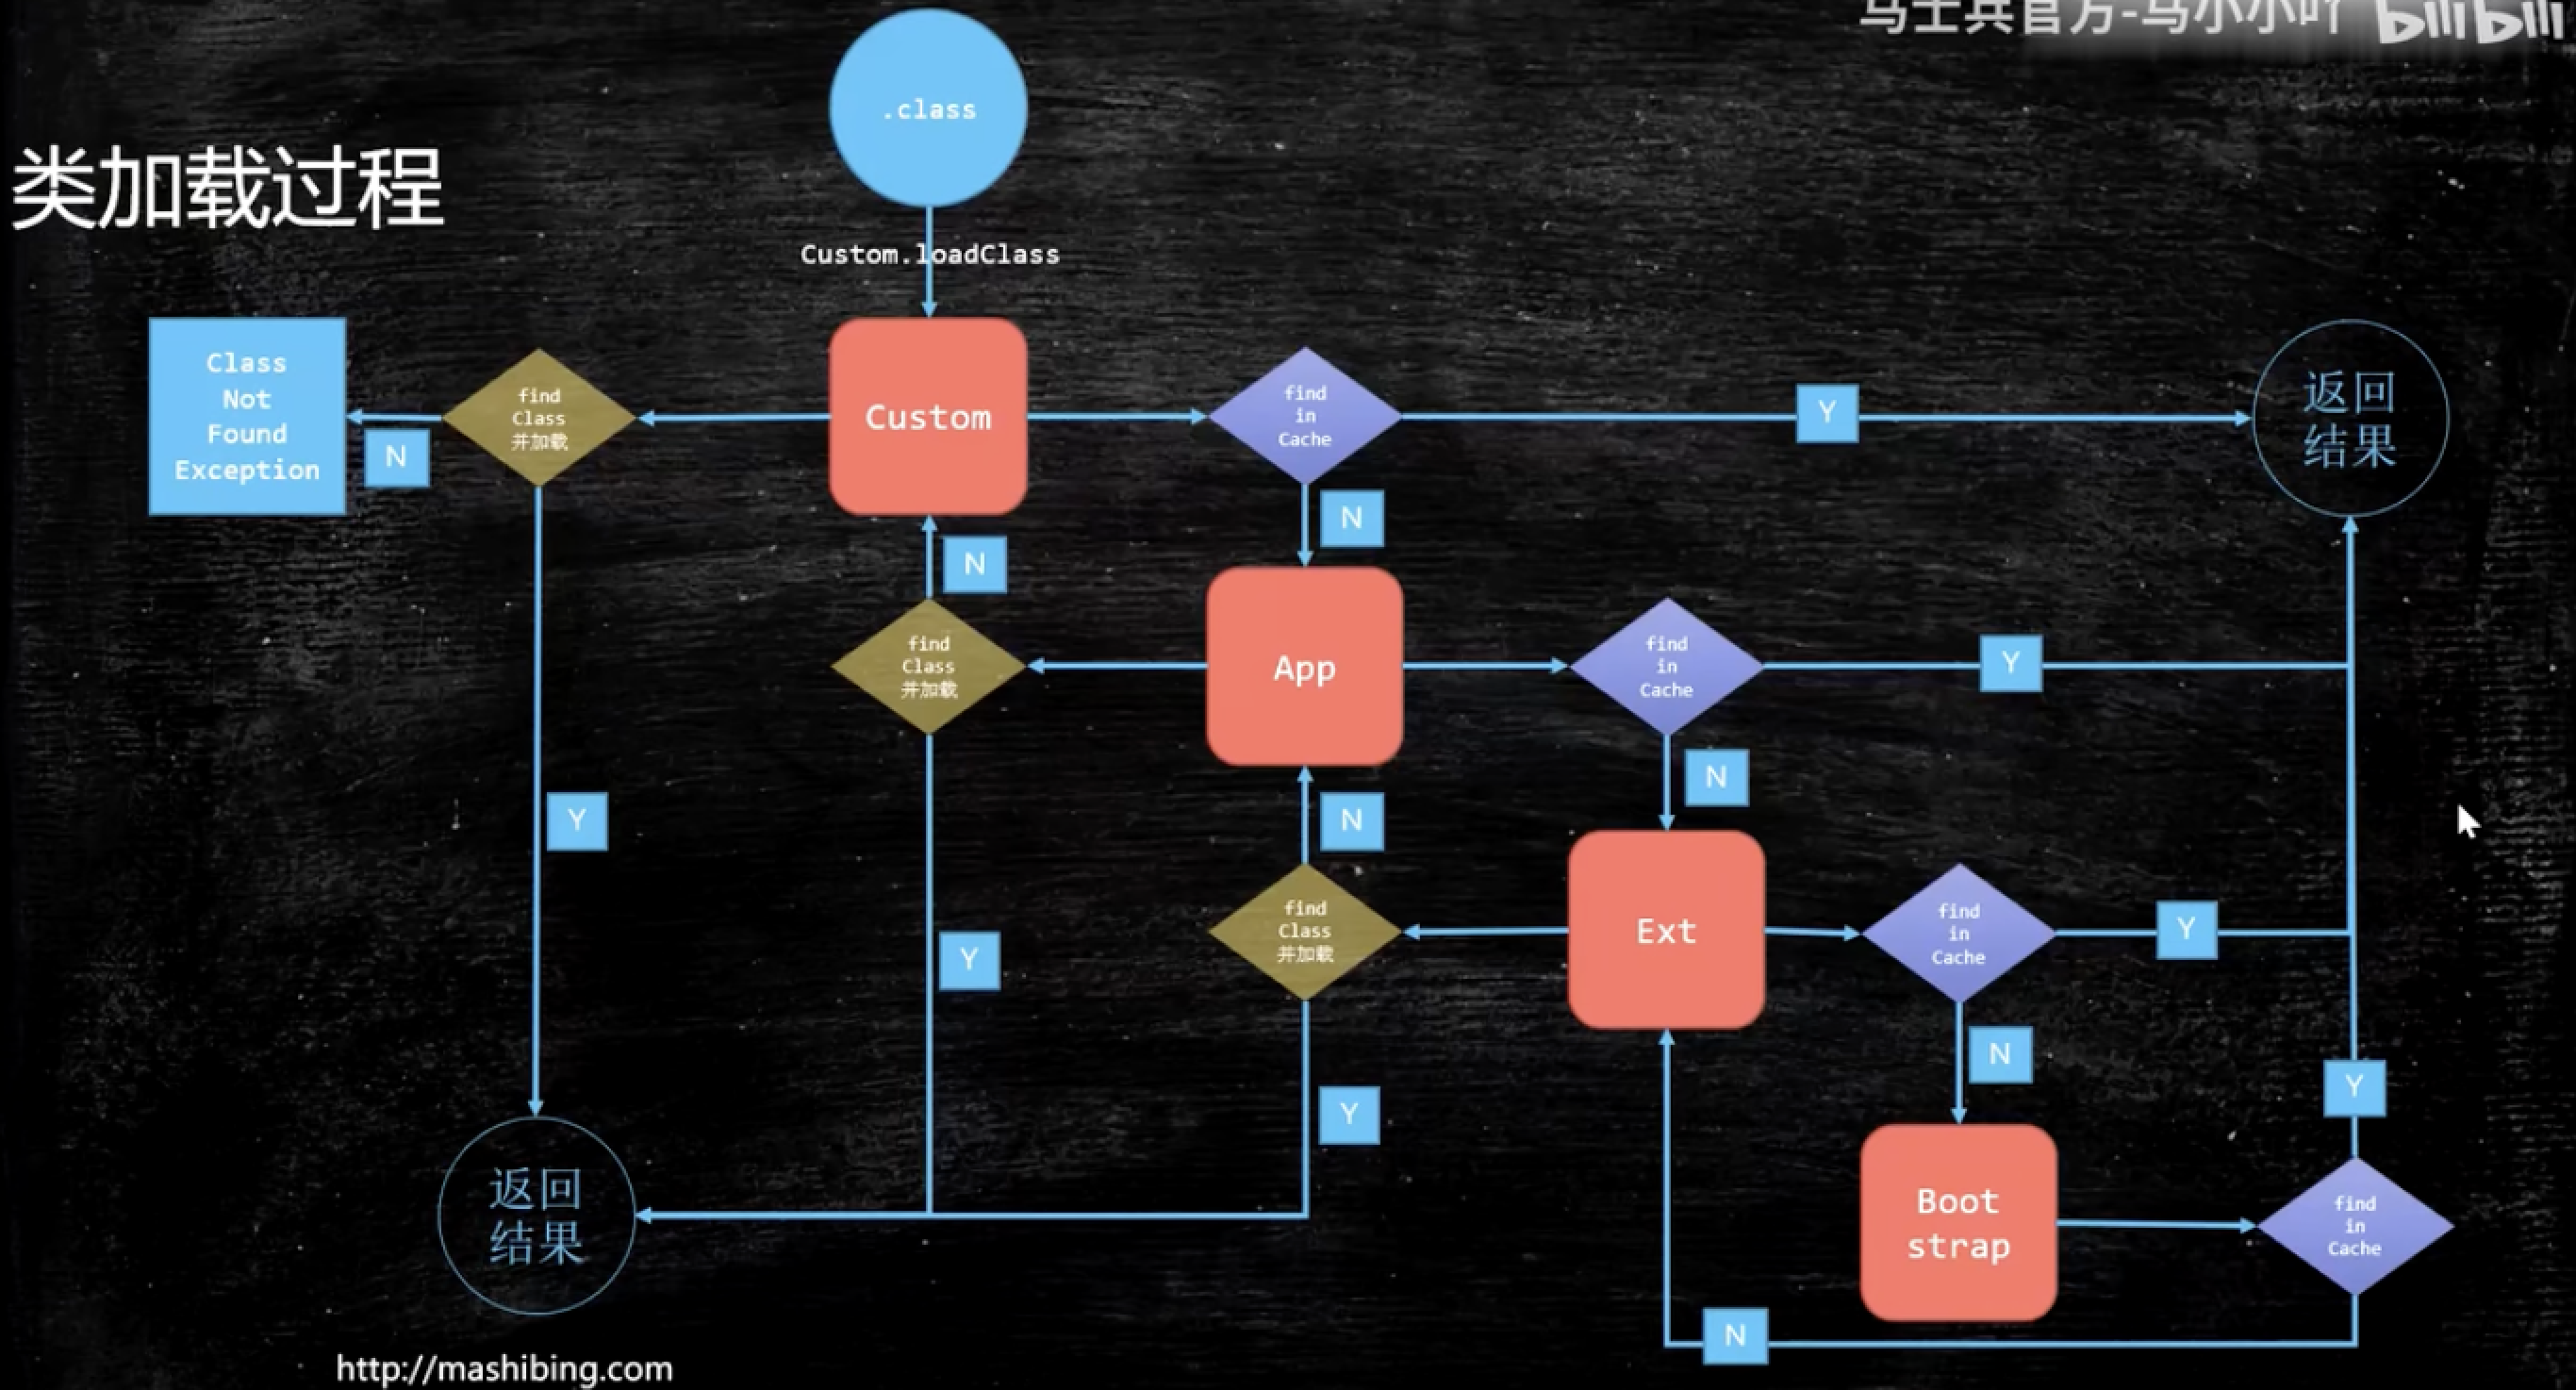 马士兵官方-马小小吖 bilibili
.class
类加载过程
Custom.loadClass
Class
Not
Found
Exception
N
find
Class
并加载
Custom
find
in
Cache
Y
返回
结果
N
N
find
Class
并加载
App
find
in
Cache
Y
N
Y
N
find
Class
并加载
Ext
find
in
Cache
Y
Y
N
Y
Y
返回
结果
Boot
strap
find
in
Cache
N
http://mashibing.com